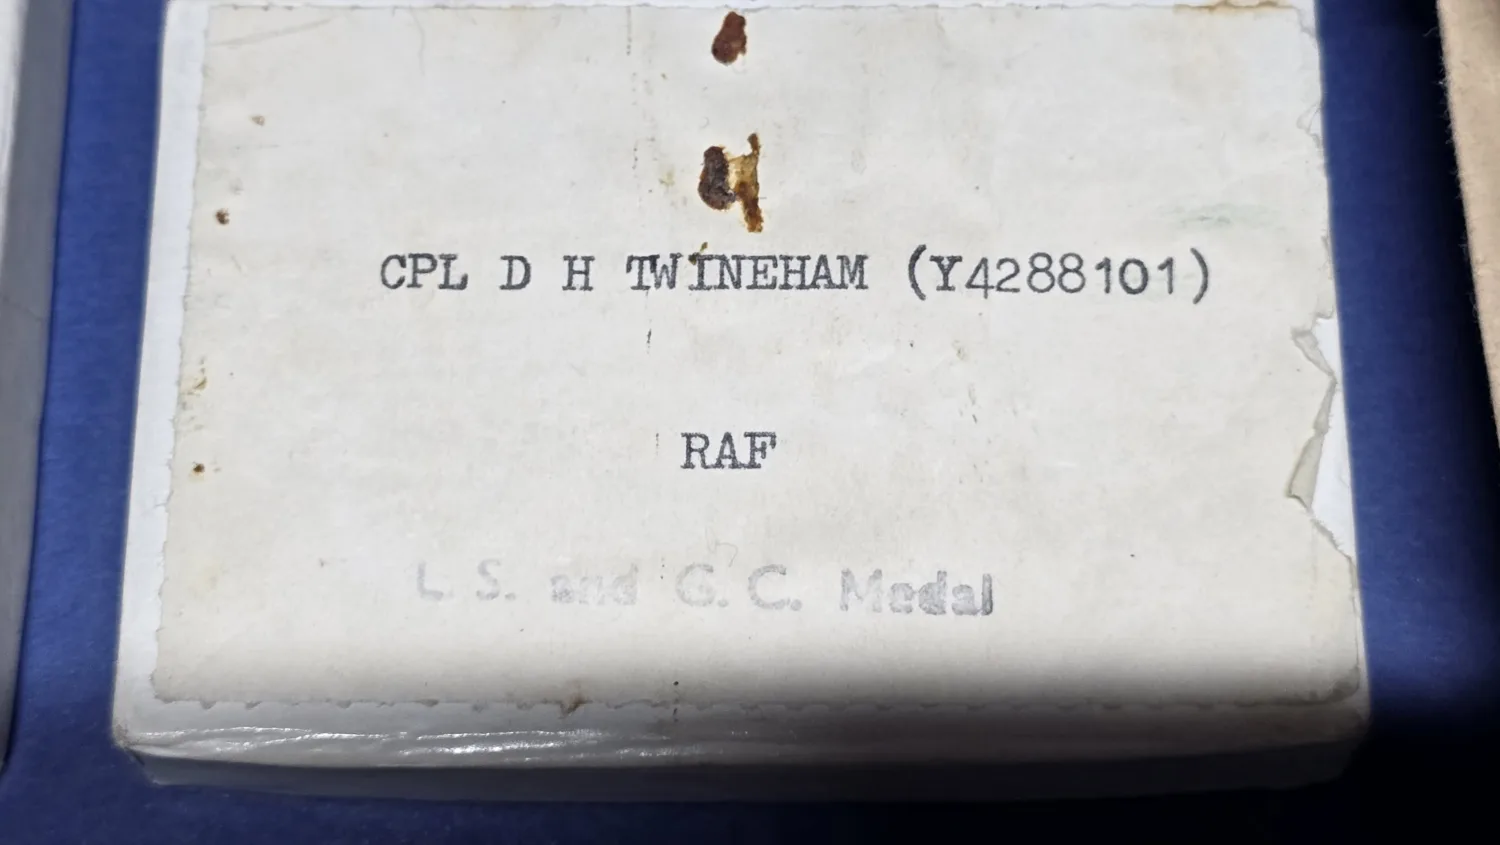 CPL D H TWINEHAM (Y4288101)
RAF
L. S. and G. C. Medal